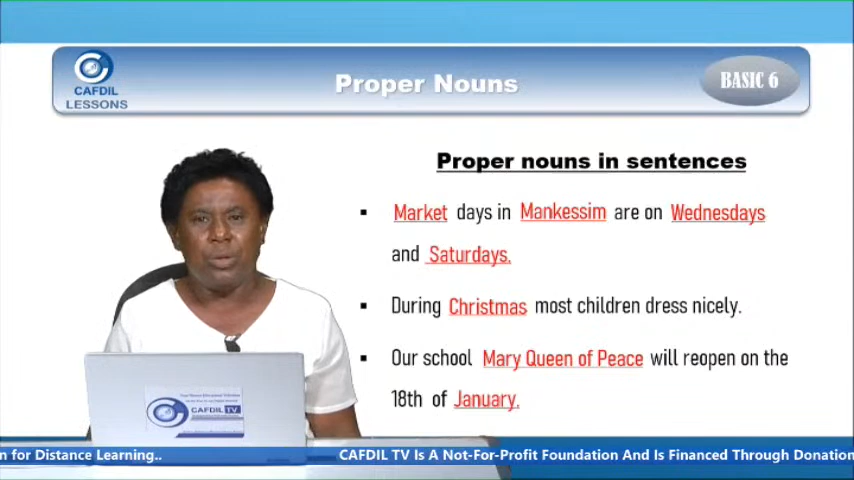 CAFDIL
LESSONS
Proper Nouns
BASIC 6
Proper nouns in sentences
▪ Market days in Mankessim are on Wednesdays
and Saturdays.
▪ During Christmas most children dress nicely.
▪ Our school Mary Queen of Peace will reopen on the
18th of January.
CAFDIL TV
n for Distance Learning.. CAFDIL TV Is A Not-For-Profit Foundation And Is Financed Through Donation